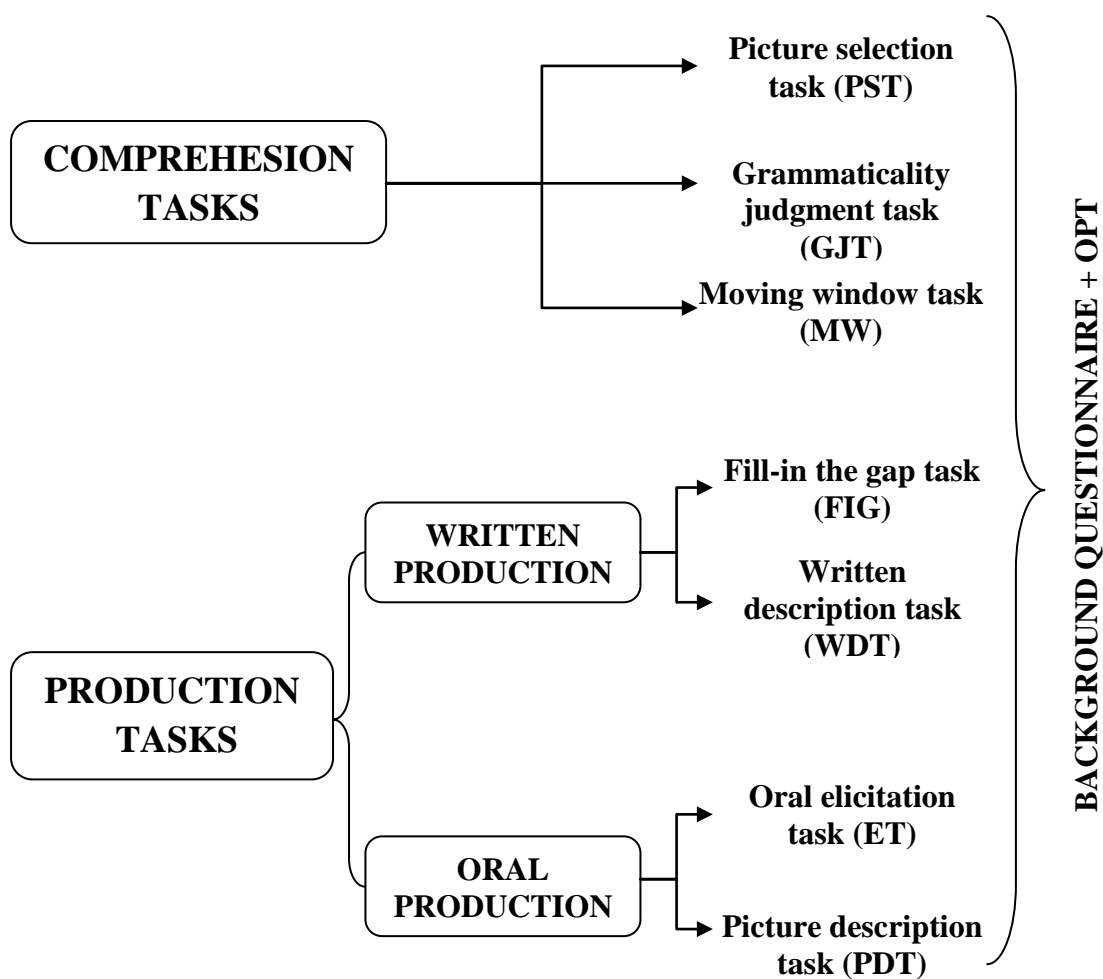 Picture selection
task (PST)
COMPREHESION
TASKS
Grammaticality
judgment task
(GJT)
Moving window task
(MW)
Fill-in the gap task
(FIG)
WRITTEN
PRODUCTION
Written
description task
(WDT)
PRODUCTION
TASKS
Oral elicitation
task (ET)
ORAL
PRODUCTION
Picture description
task (PDT)
BACKGROUND QUESTIONNAIRE + OPT